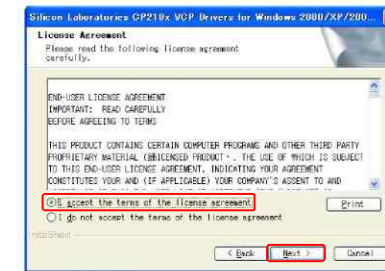 Silicon Laboratories CP210x VCP Drivers for Windows 2000/XP/200...
License Agreement
Please read the following license agreement
carefully.
END-USER LICENSE AGREEMENT
IMPORTANT: READ CAREFULLY
BEFORE AGREEING TO TERMS
THIS PRODUCT CONTAINS CERTAIN COMPUTER PROGRAMS AND OTHER THIRD PARTY
PROPRIETARY MATERIAL ( LICENSED PRODUCT · . THE USE OF WHICH IS SUBJECT
TO THIS END-USER LICENSE AGREEMENT. INDICATING YOUR AGREEMENT
CONSTITUTES YOUR AND (IF APPLICABLE) YOUR COMPANY'S ASSENT TO AND
I accept the terms of the license agreement
Print
I do not accept the terms of the license agreement
InstallShield
< Back
Next >
Cancel